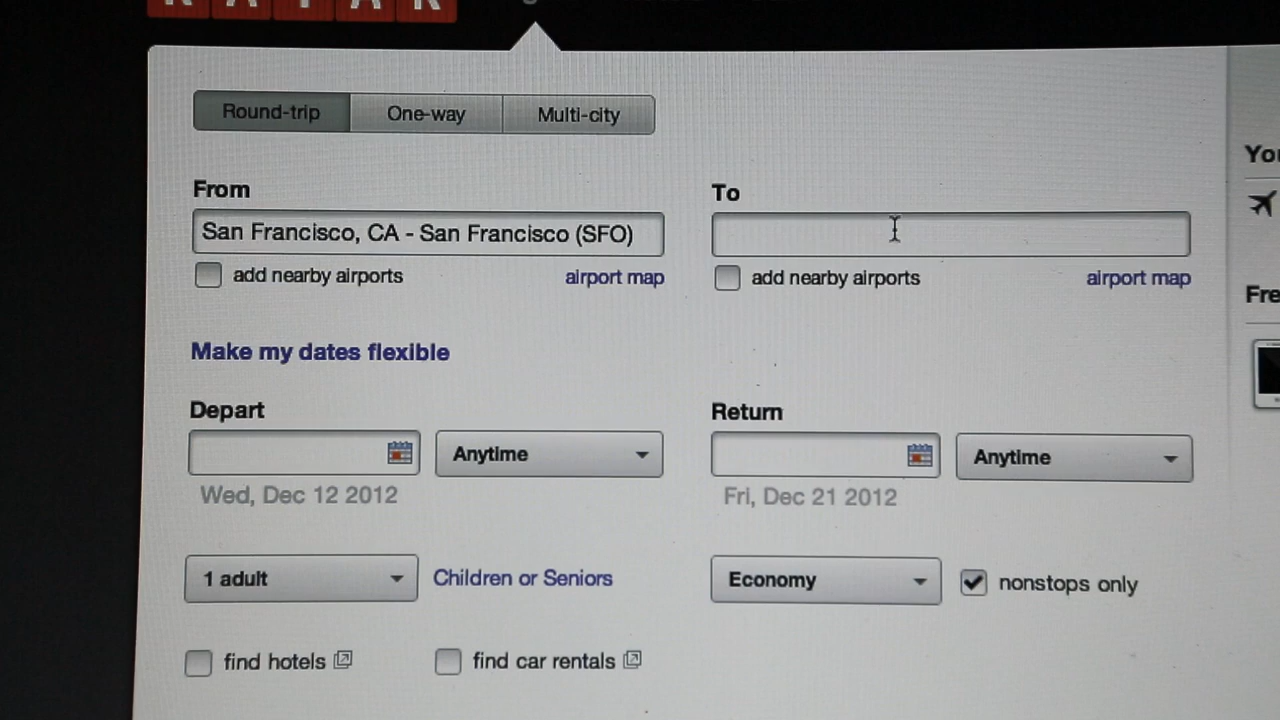 KAYAK
Round-trip One-way Multi-city
From To
San Francisco, CA - San Francisco (SFO)
add nearby airports airport map add nearby airports airport map
Make my dates flexible
Depart Return
Anytime Anytime
Wed, Dec 12 2012 Fri, Dec 21 2012
1 adult Children or Seniors Economy nonstops only
find hotels find car rentals